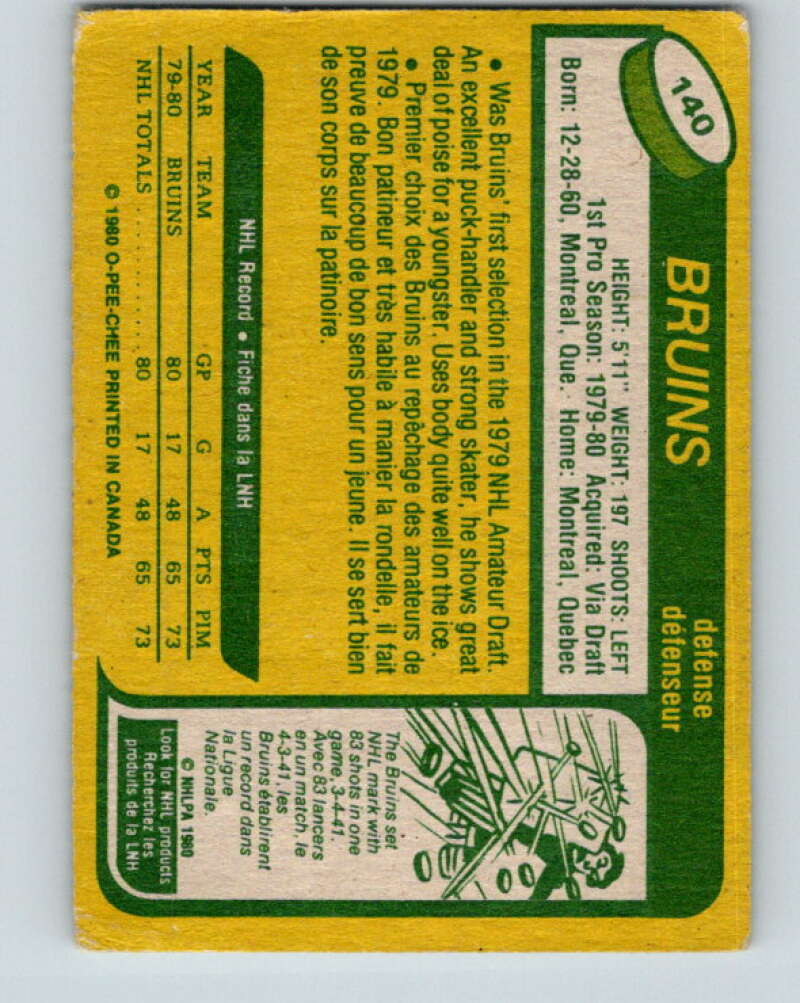 140
BRUINS
defense
défenseur
HEIGHT: 5'11" WEIGHT: 197 SHOOTS: LEFT
1st Pro Season: 1979-80 Acquired: Via Draft
Born: 12-28-60, Montreal, Que. Home: Montreal, Quebec
• Was Bruins' first selection in the 1979 NHL Amateur Draft.
An excellent puck-handler and strong skater, he shows great
deal of poise for a youngster. Uses body quite well on the ice.
• Premier choix des Bruins au repêchage des amateurs de
1979. Bon patineur et très habile à manier la rondelle, il fait
preuve de beaucoup de bon sens pour un jeune. Il se sert bien
de son corps sur la patinoire.
NHL Record • Fiche dans la LNH
YEAR TEAM GP G A PTS PIM
79-80 BRUINS 80 17 48 65 73
NHL TOTALS .......... 80 17 48 65 73
© 1980 O-PEE-CHEE PRINTED IN CANADA
The Bruins set
NHL mark with
83 shots in one
game, 3-4-41.
Avec 83 lancers
en un match, le
4-3-41, les
Bruins établirent
un record dans
la Ligue
Nationale.
© NHLPA 1980
Look for NHL products
Recherchez les
produits de la LNH